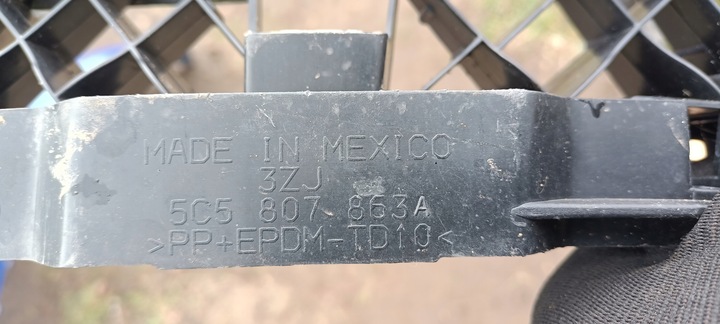 MADE IN MEXICO
3ZJ
5C5 807 863A
>PP+EPDM-TD10<